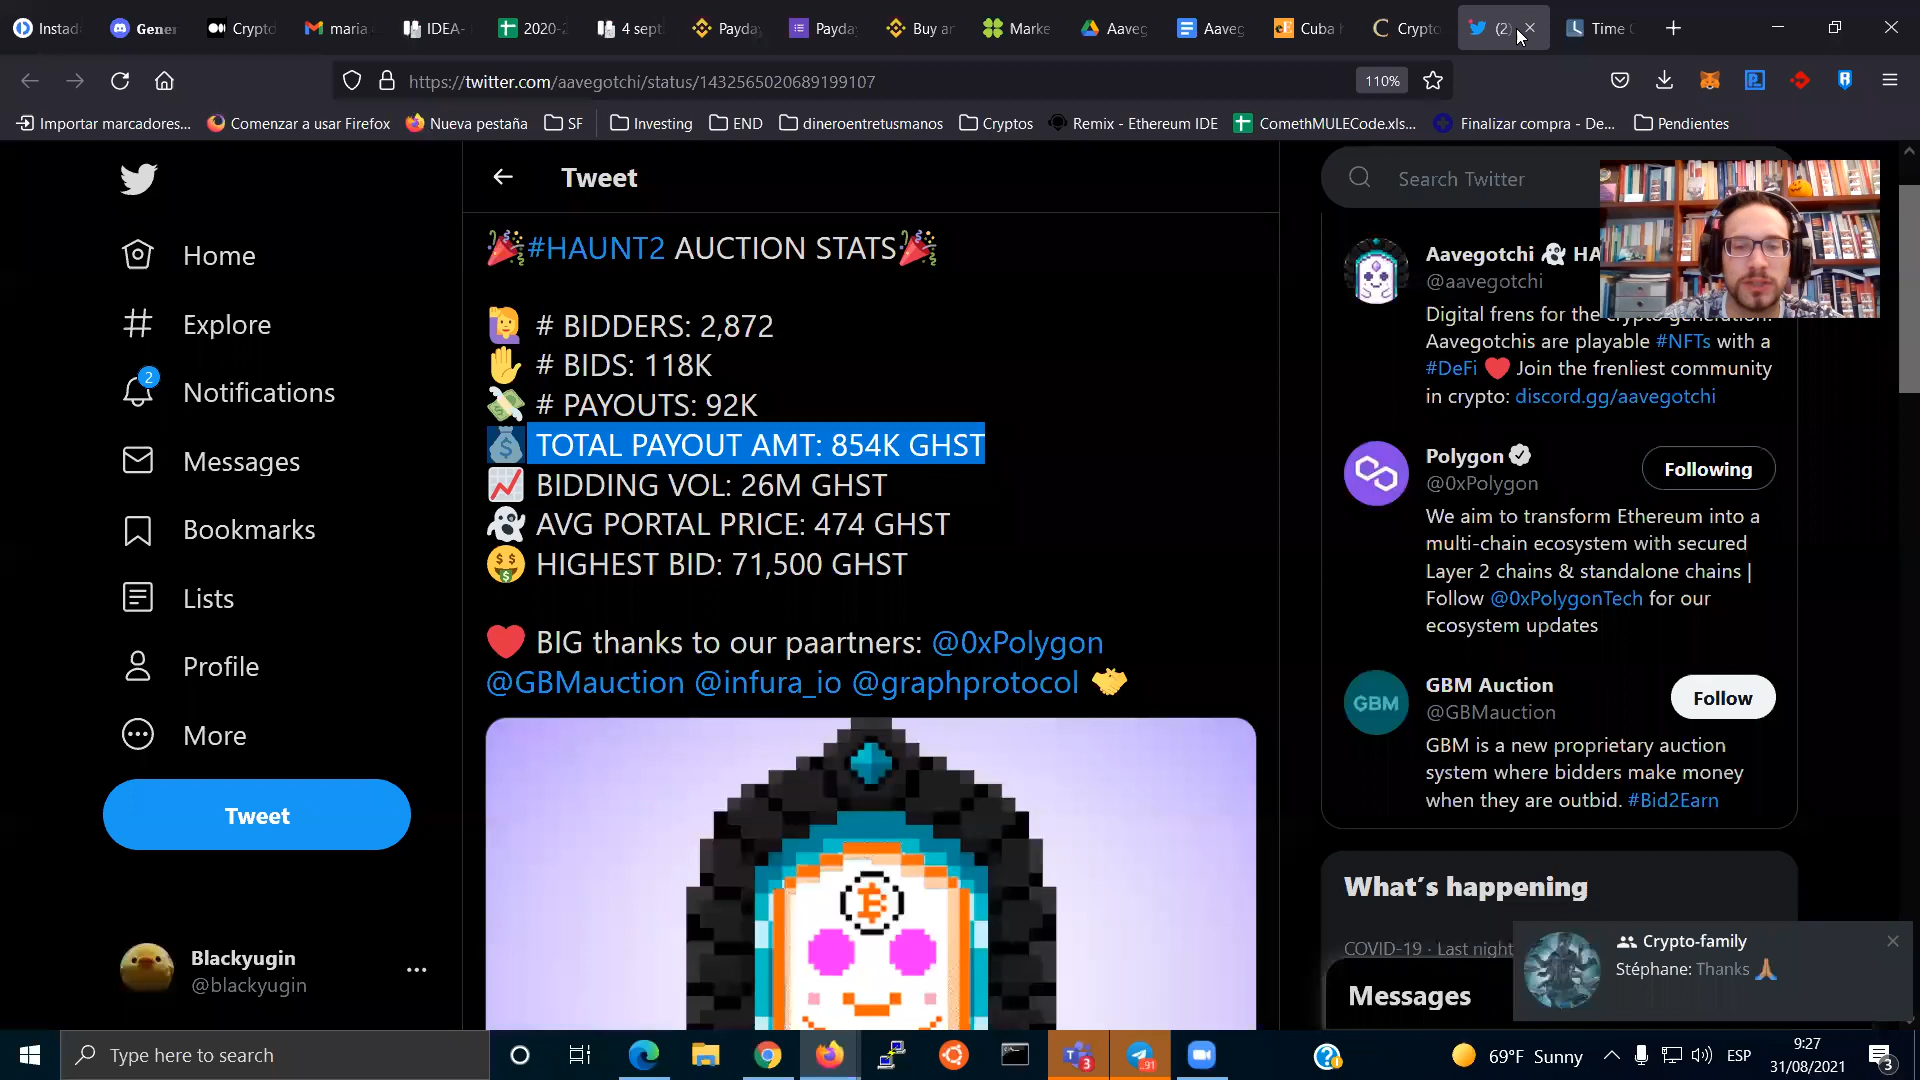 Instad
Gener
Crypto
maria
IDEA-
2020-2
4 sept
Payda
Payda
Buy ar
Marke
Aaveg
Aaveg
Cuba
Crypto
(2)
Time
https://twitter.com/aavegotchi/status/1432565020689199107
110%
Importar marcadores...
Comenzar a usar Firefox
Nueva pestaña
SF
Investing
END
dineroentretusmanos
Cryptos
Remix - Ethereum IDE
ComethMULECode.xls...
Finalizar compra - De...
Pendientes
Home
Explore
2
Notifications
Messages
Bookmarks
Lists
Profile
More
Tweet
Blackyugin
@blackyugin
Tweet
#HAUNT2 AUCTION STATS
# BIDDERS: 2,872
# BIDS: 118K
# PAYOUTS: 92K
TOTAL PAYOUT AMT: 854K GHST
BIDDING VOL: 26M GHST
AVG PORTAL PRICE: 474 GHST
HIGHEST BID: 71,500 GHST
BIG thanks to our paartners: @0xPolygon
@GBMauction @infura_io @graphprotocol
Search Twitter
Aavegotchi HA
@aavegotchi
Digital frens for the crypto generation.
Aavegotchis are playable #NFTs with a
#DeFi Join the frenliest community
in crypto: discord.gg/aavegotchi
Polygon
@0xPolygon
Following
We aim to transform Ethereum into a
multi-chain ecosystem with secured
Layer 2 chains & standalone chains |
Follow @0xPolygonTech for our
ecosystem updates
GBM
GBM Auction
@GBMauction
Follow
GBM is a new proprietary auction
system where bidders make money
when they are outbid. #Bid2Earn
What's happening
COVID-19 · Last night
Messages
Crypto-family
Stéphane: Thanks
Type here to search
3
91
69°F Sunny
ESP
9:27
31/08/2021
3